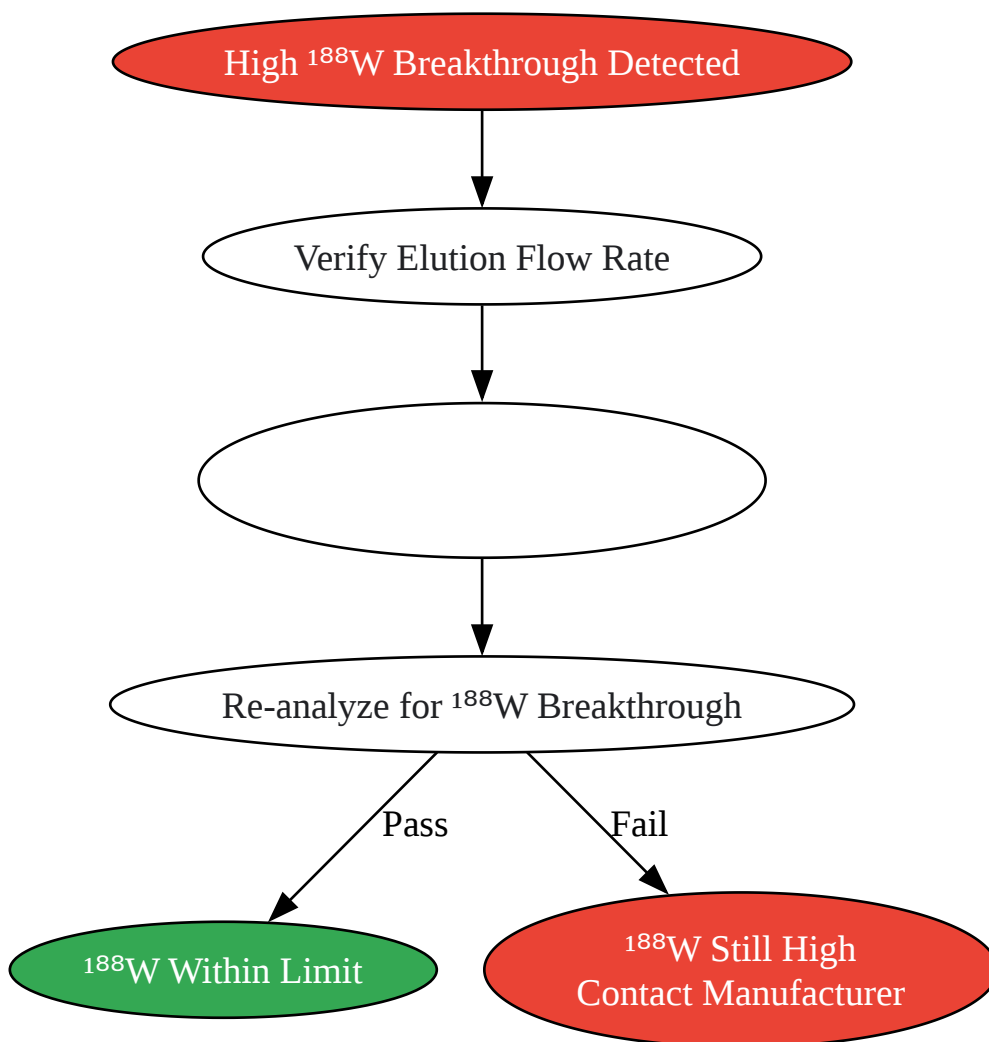 High ¹⁸⁸W Breakthrough Detected
Verify Elution Flow Rate
Re-analyze for ¹⁸⁸W Breakthrough
Pass
Fail
¹⁸⁸W Within Limit
¹⁸⁸W Still High
Contact Manufacturer